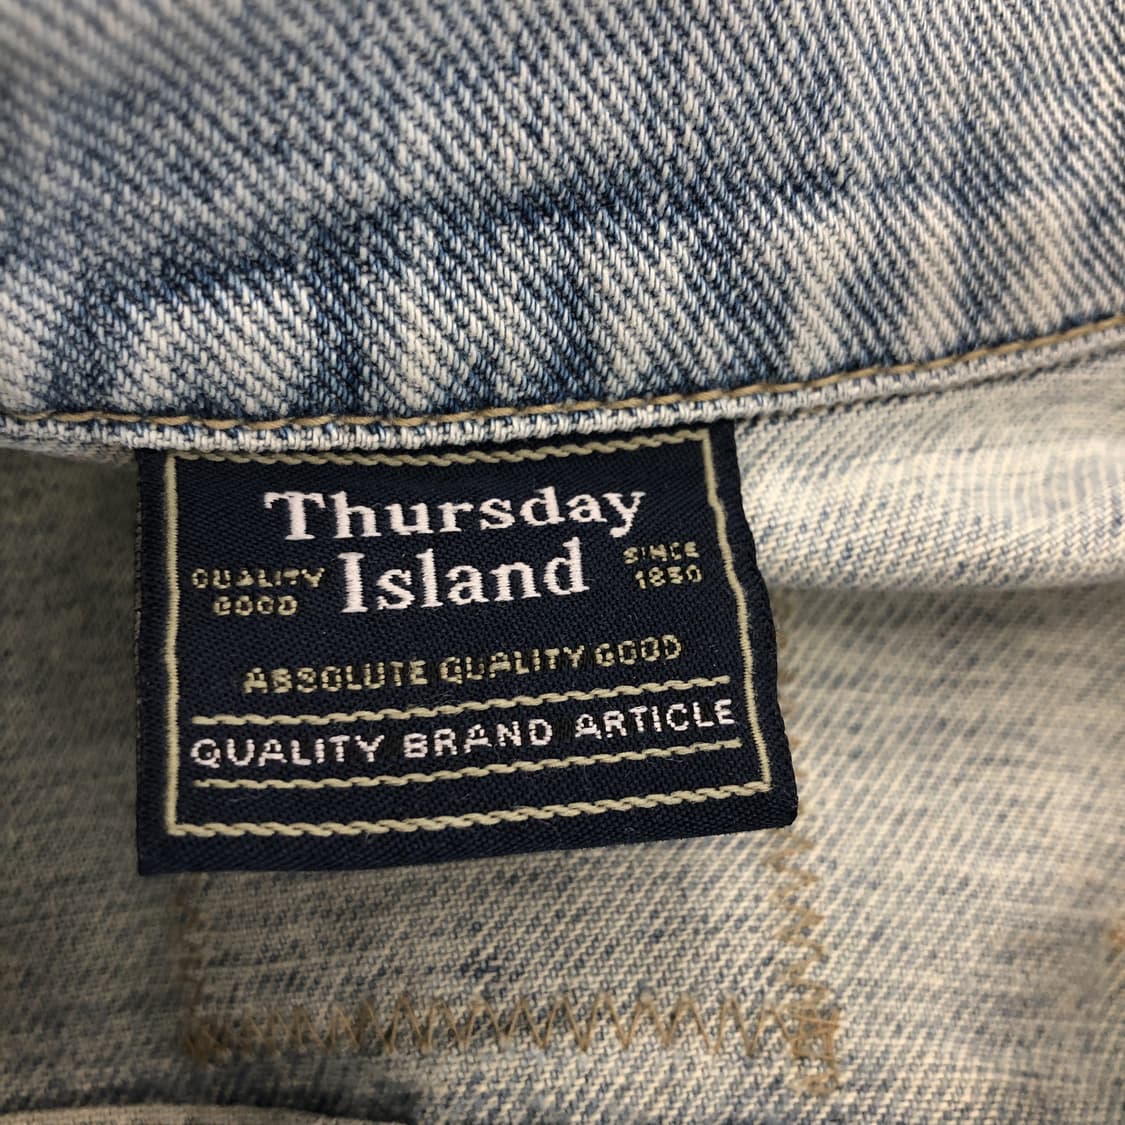 Thursday
Island
QUALITY
GOOD
SINCE
1850
ABSOLUTE QUALITY GOOD
QUALITY BRAND ARTICLE